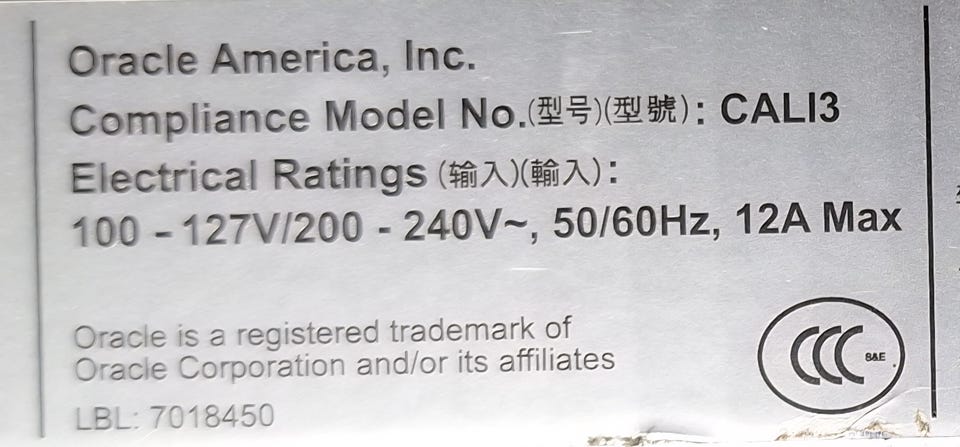 Oracle America, Inc.
Compliance Model No.(型号)(型號): CALI3
Electrical Ratings (输入)(輸入):
100 - 127V/200 - 240V~, 50/60Hz, 12A Max
Oracle is a registered trademark of
Oracle Corporation and/or its affiliates
LBL: 7018450
CCC S&E